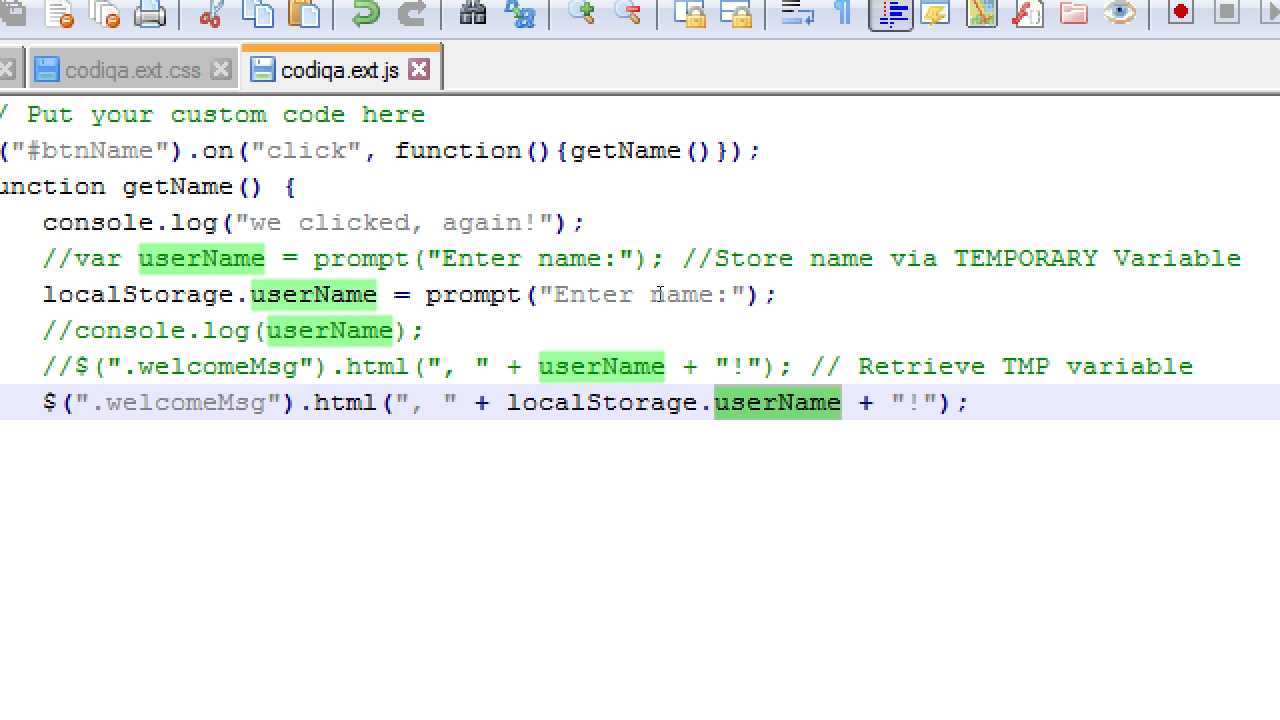 codiqa.ext.css
codiqa.ext.js
/ Put your custom code here
("#btnName").on("click", function(){getName()});
unction getName() {
console.log("we clicked, again!");
//var userName = prompt("Enter name:"); //Store name via TEMPORARY Variable
localStorage.userName = prompt("Enter name:");
//console.log(userName);
//$(".welcomeMsg").html(", " + userName + "!"); // Retrieve TMP variable
$(".welcomeMsg").html(", " + localStorage.userName + "!");